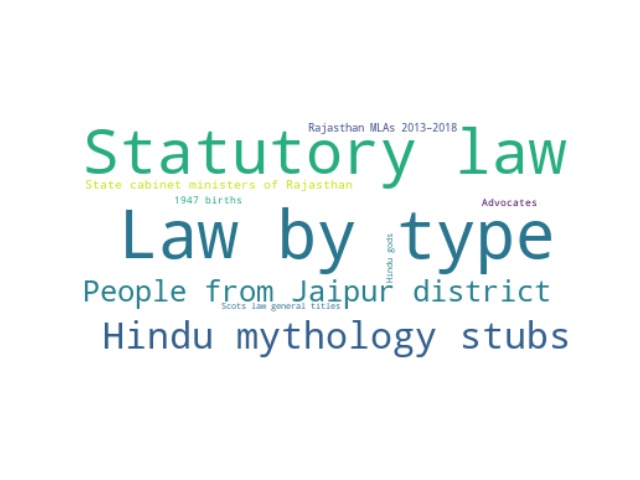 Rajasthan MLAs 2013–2018
Statutory law
State cabinet ministers of Rajasthan
1947 births
Advocates
Law by type
Hindu gods
People from Jaipur district
Scots law general titles
Hindu mythology stubs